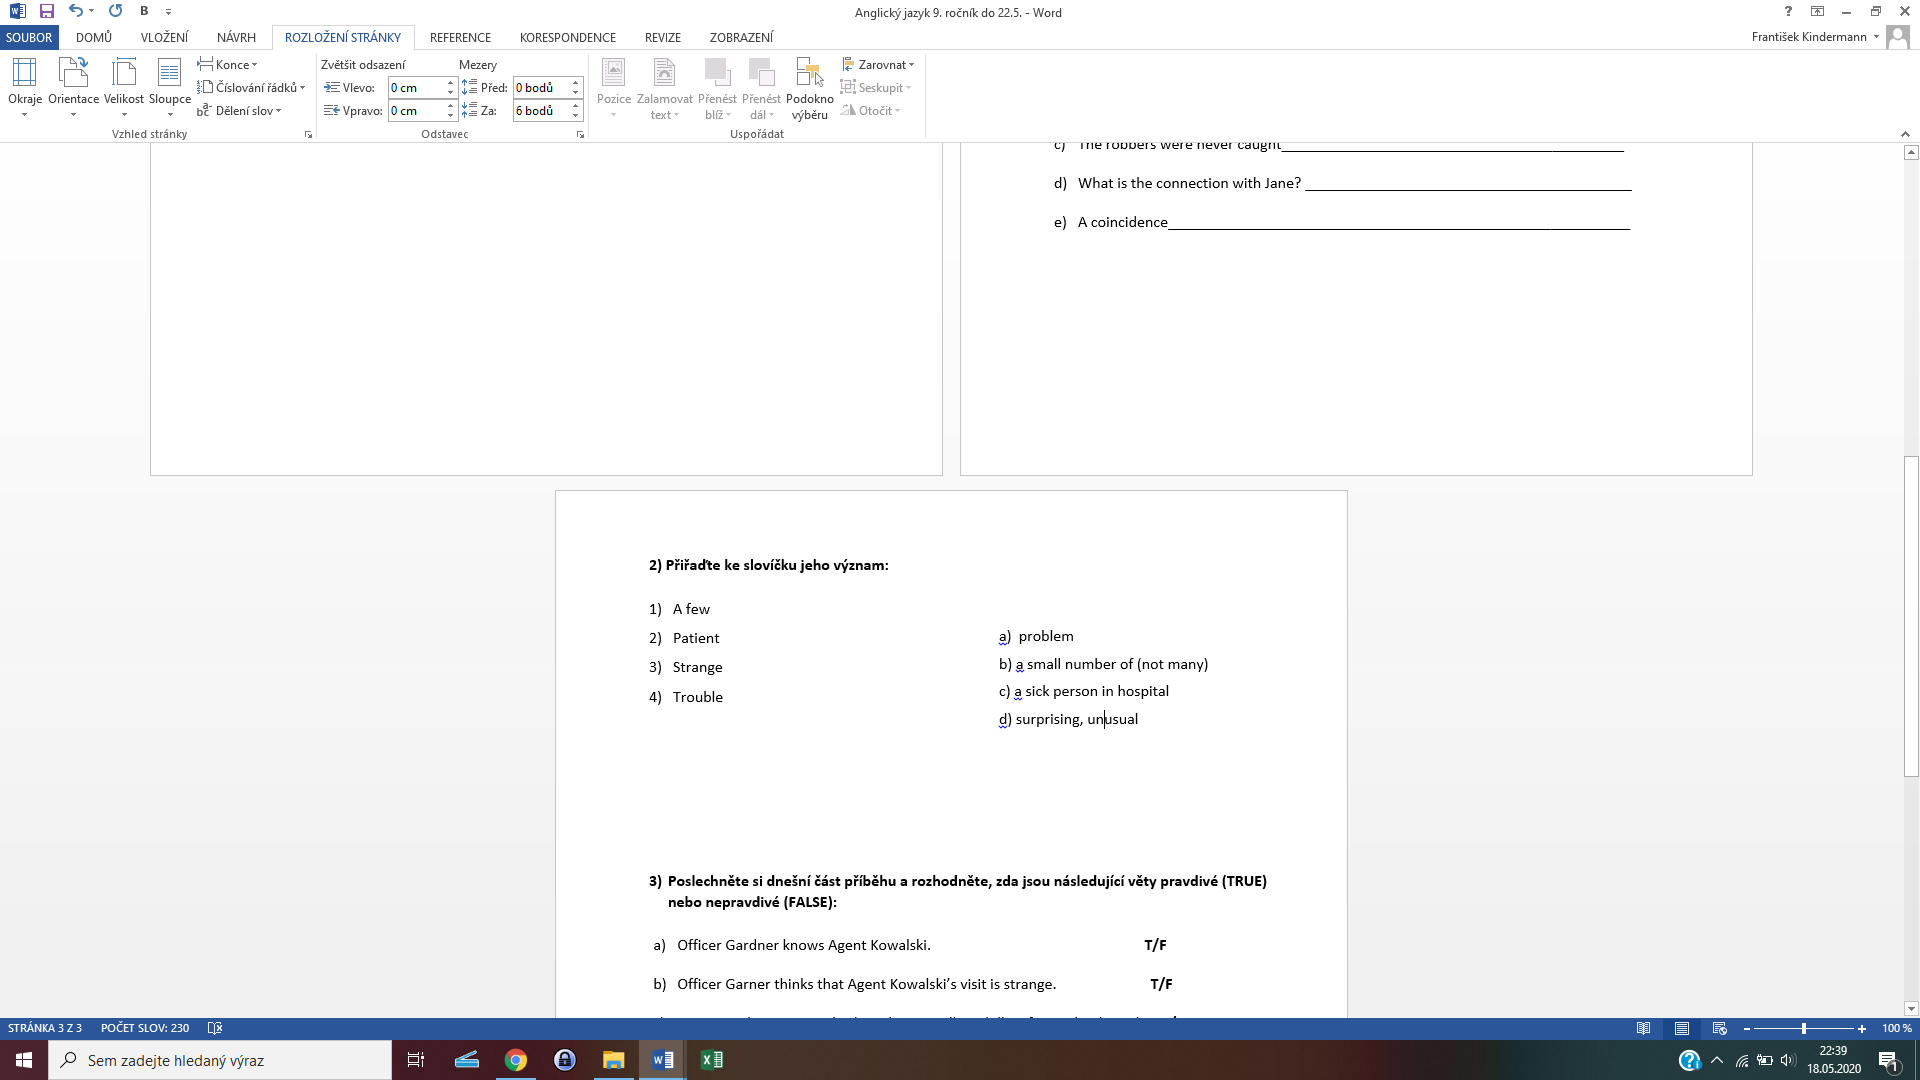 Anglický jazyk 9. ročník do 22.5. - Word
B
?
SOUBOR DOMŮ VLOŽENÍ NÁVRH ROZLOŽENÍ STRÁNKY REFERENCE KORESPONDENCE REVIZE ZOBRAZENÍ
František Kindermann
Okraje Orientace Velikost Sloupce
Konce
Číslování řádků
Dělení slov
Vzhled stránky
Zvětšit odsazení Mezery
Vlevo: 0 cm Před: 0 bodů
Vpravo: 0 cm Za: 6 bodů
Odstavec
Pozice Zalamovat text Přenést blíž Přenést dál Podokno výběru
Zarovnat
Seskupit
Otočit
Uspořádat
c) The robbers were never caught
d) What is the connection with Jane?
e) A coincidence
2) Přiřaďte ke slovíčku jeho význam:
1) A few
2) Patient
3) Strange
4) Trouble
a) problem
b) a small number of (not many)
c) a sick person in hospital
d) surprising, unusual
3) Poslechněte si dnešní část příběhu a rozhodněte, zda jsou následující věty pravdivé (TRUE)
nebo nepravdivé (FALSE):
a) Officer Gardner knows Agent Kowalski. T/F
b) Officer Garner thinks that Agent Kowalski’s visit is strange. T/F
STRÁNKA 3 Z 3 POČET SLOV: 230
100 %
Sem zadejte hledaný výraz
22:39
18.05.2020
1